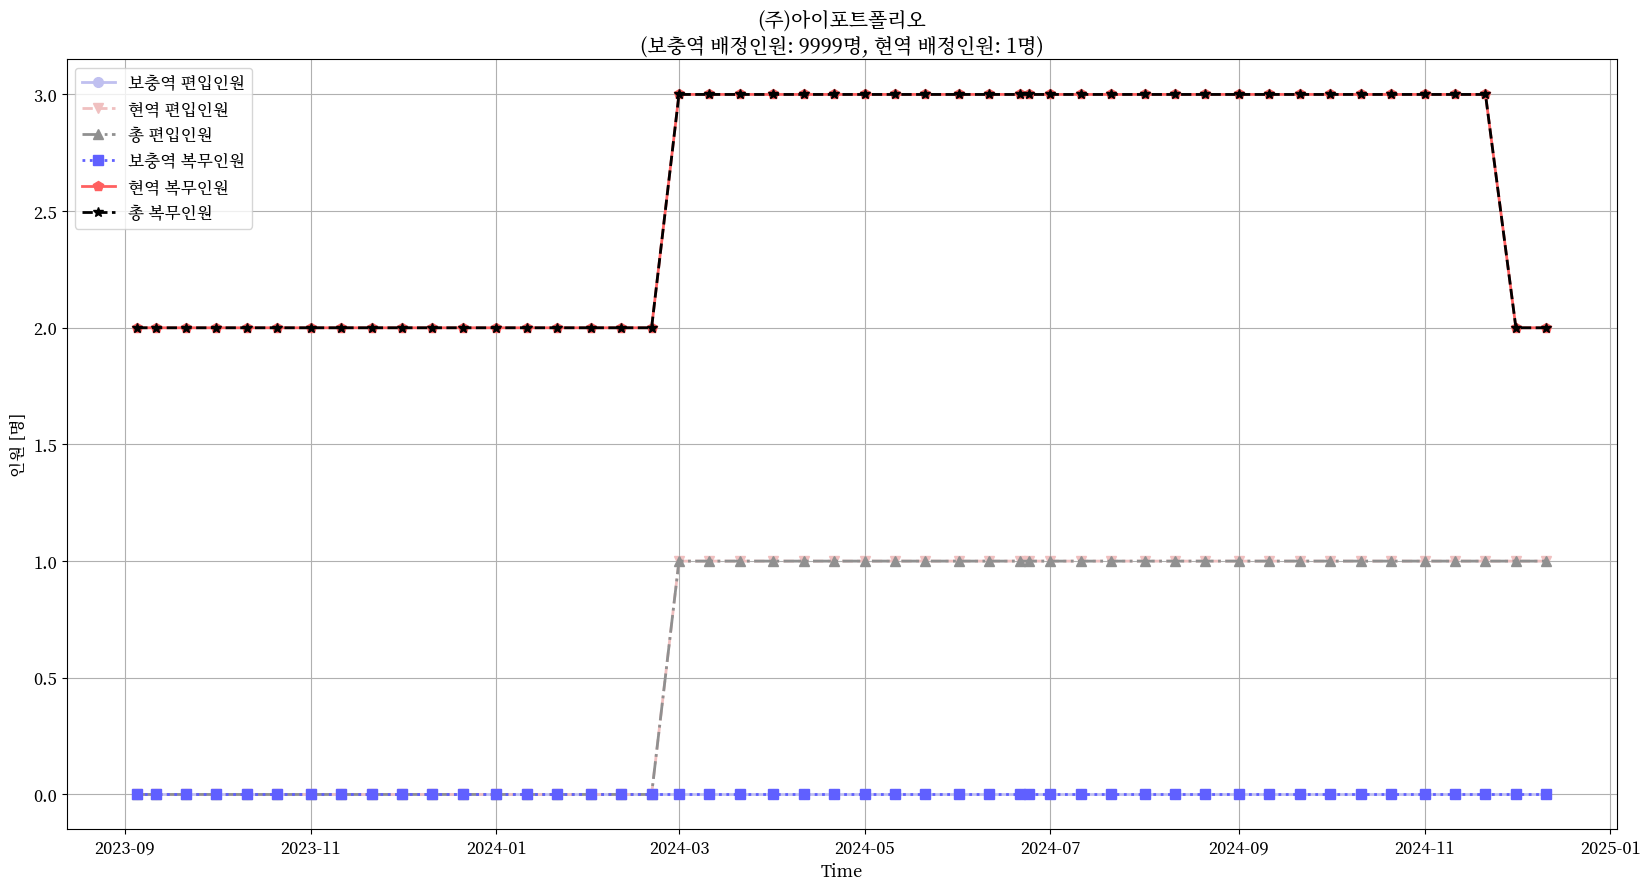 (주)아이포트폴리오
(보충역 배정인원: 9999명, 현역 배정인원: 1명)
보충역 편입인원
현역 편입인원
총 편입인원
보충역 복무인원
현역 복무인원
총 복무인원
3.0
2.5
2.0
1.5
1.0
0.5
0.0
인원 [명]
2023-09
2023-11
2024-01
2024-03
2024-05
2024-07
2024-09
2024-11
2025-01
Time